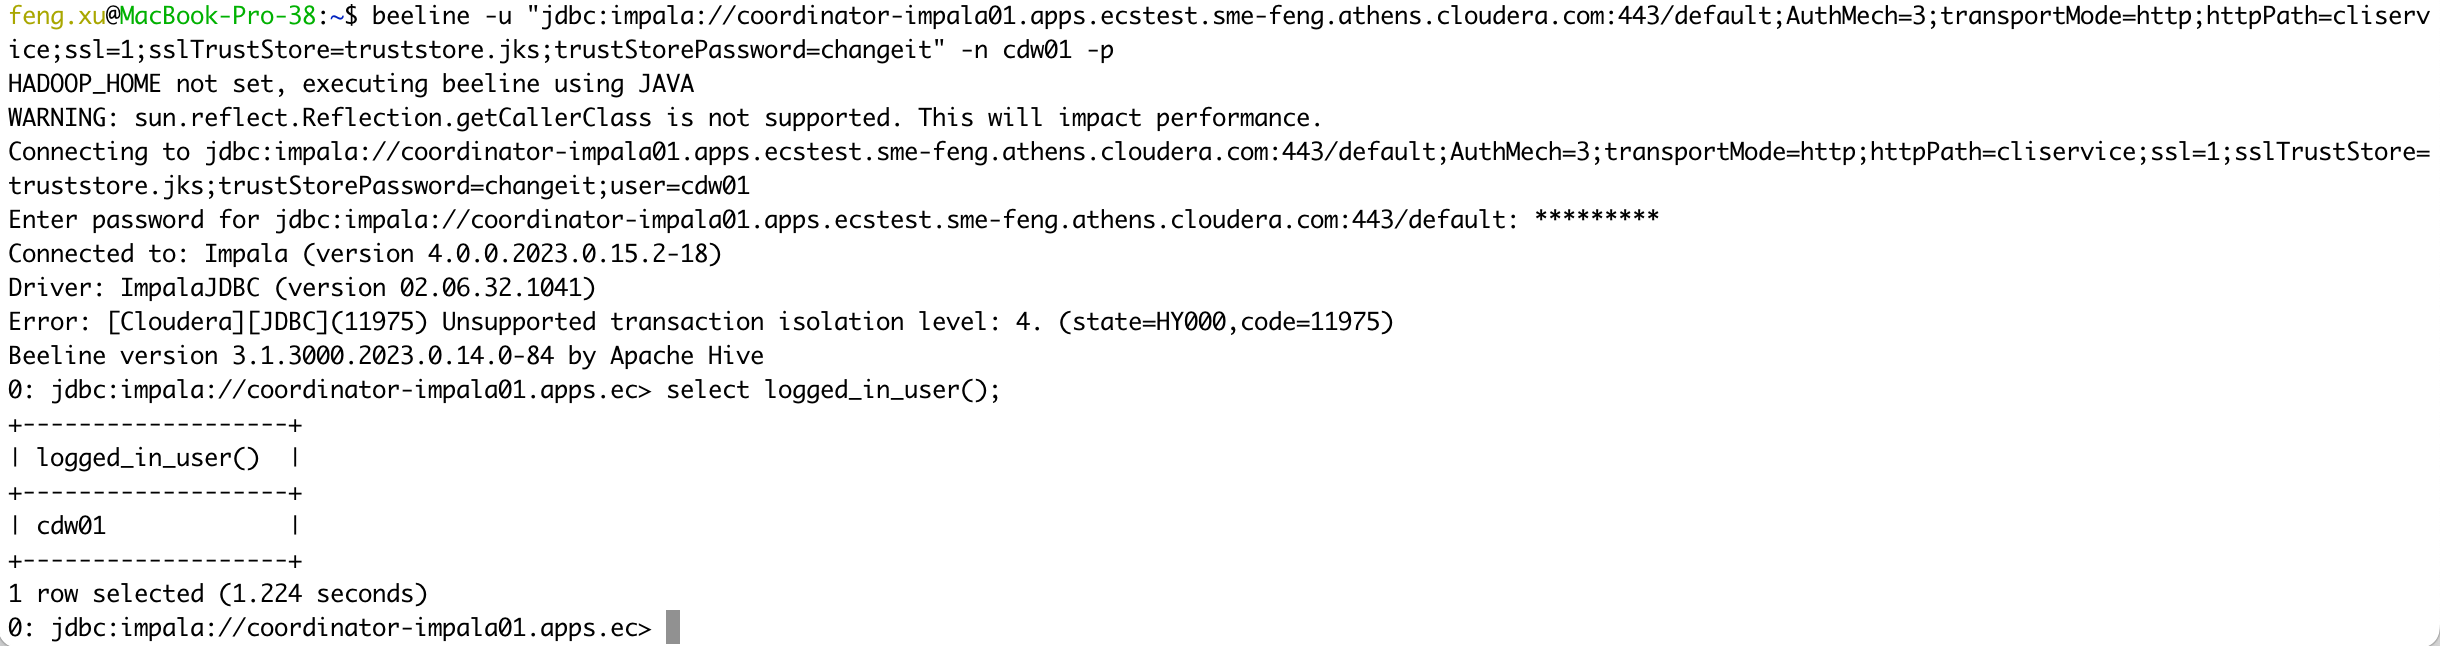 feng.xu@MacBook-Pro-38:~$ beeline -u "jdbc:impala://coordinator-impala01.apps.ecstest.sme-feng.athens.cloudera.com:443/default;AuthMech=3;transportMode=http;httpPath=cliserv
ice;ssl=1;sslTrustStore=truststore.jks;trustStorePassword=changeit" -n cdw01 -p
HADOOP_HOME not set, executing beeline using JAVA
WARNING: sun.reflect.Reflection.getCallerClass is not supported. This will impact performance.
Connecting to jdbc:impala://coordinator-impala01.apps.ecstest.sme-feng.athens.cloudera.com:443/default;AuthMech=3;transportMode=http;httpPath=cliservice;ssl=1;sslTrustStore=
truststore.jks;trustStorePassword=changeit;user=cdw01
Enter password for jdbc:impala://coordinator-impala01.apps.ecstest.sme-feng.athens.cloudera.com:443/default: *********
Connected to: Impala (version 4.0.0.2023.0.15.2-18)
Driver: ImpalaJDBC (version 02.06.32.1041)
Error: [Cloudera][JDBC](11975) Unsupported transaction isolation level: 4. (state=HY000,code=11975)
Beeline version 3.1.3000.2023.0.14.0-84 by Apache Hive
0: jdbc:impala://coordinator-impala01.apps.ec> select logged_in_user();
+-------------------+
| logged_in_user()  |
+-------------------+
| cdw01             |
+-------------------+
1 row selected (1.224 seconds)
0: jdbc:impala://coordinator-impala01.apps.ec>